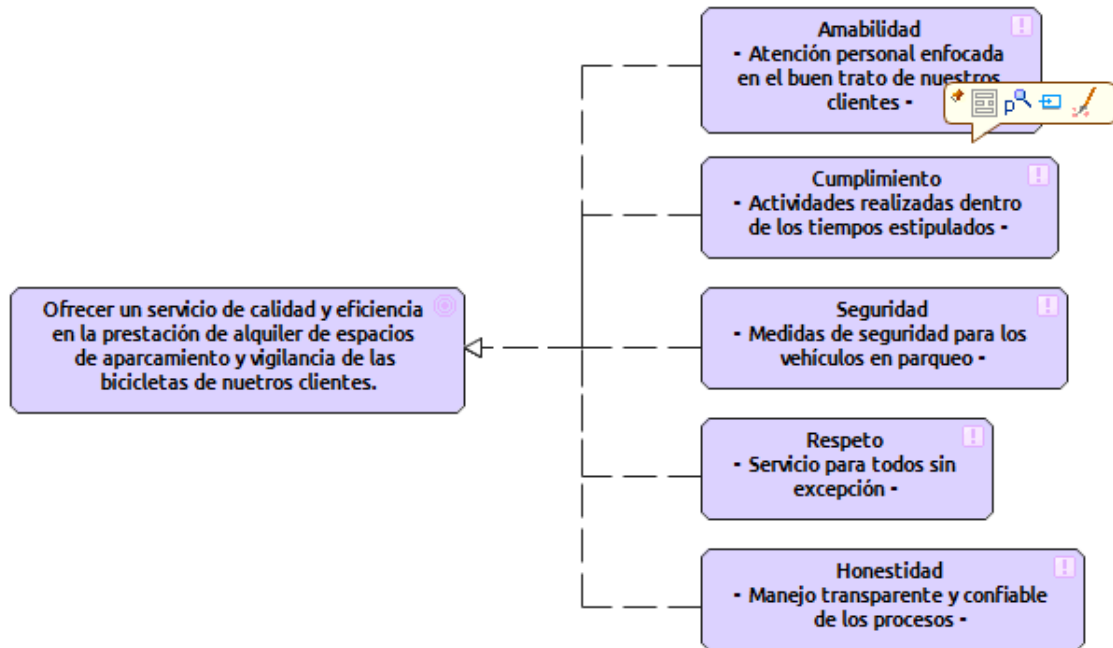 Amabilidad
- Atención personal enfocada
en el buen trato de nuestros
clientes -
Cumplimiento
- Actividades realizadas dentro
de los tiempos estipulados -
Ofrecer un servicio de calidad y eficiencia
en la prestación de alquiler de espacios
de aparcamiento y vigilancia de las
bicicletas de nuetros clientes.
Seguridad
- Medidas de seguridad para los
vehículos en parqueo -
Respeto
- Servicio para todos sin
excepción -
Honestidad
- Manejo transparente y confiable
de los procesos -